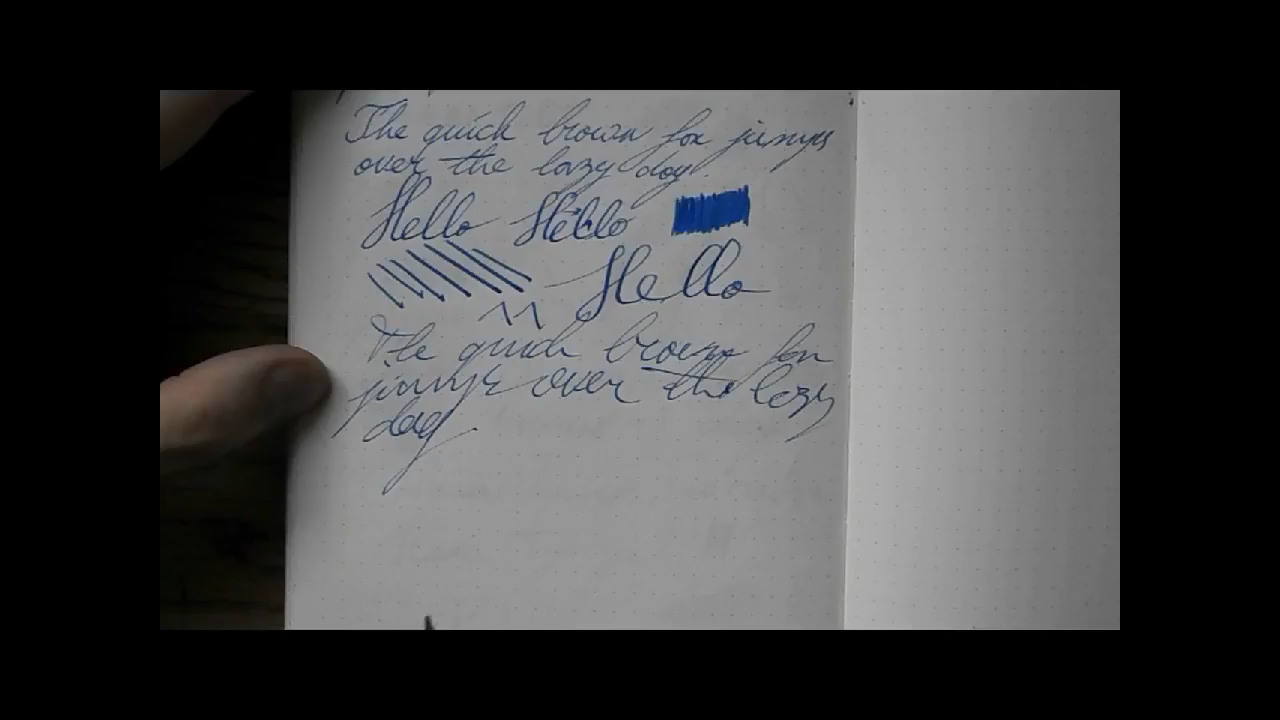 The quick brown fox jumps
over the lazy dog.
Hello Hello
Hello
The quick brown fox
jumps over the lazy
dog.